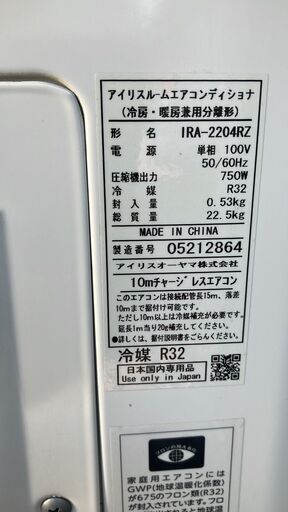 アイリスルームエアコンディショナ
(冷房・暖房兼用分離形)
形 名 IRA-2204RZ
電 源 単相 100V
50/60Hz
圧縮機出力 750W
冷 媒 R32
封 入 量 0.53kg
総 質 量 22.5kg
MADE IN CHINA
製造番号 05212864
アイリスオーヤマ株式会社
10mチャージレスエアコン
このエアコンは接続配管長15m、落差
10mまで据付け可能です。
ただし10m以上は冷媒補充が必要です。
延長1m当り20g補充してください。
(詳しくは、据付説明書をごらんください。)
冷媒 R32
日本国内専用品
Use only in Japan
家庭用エアコンには
GWP(地球温暖化係数)
が675のフロン類(R32)
が封入されています。